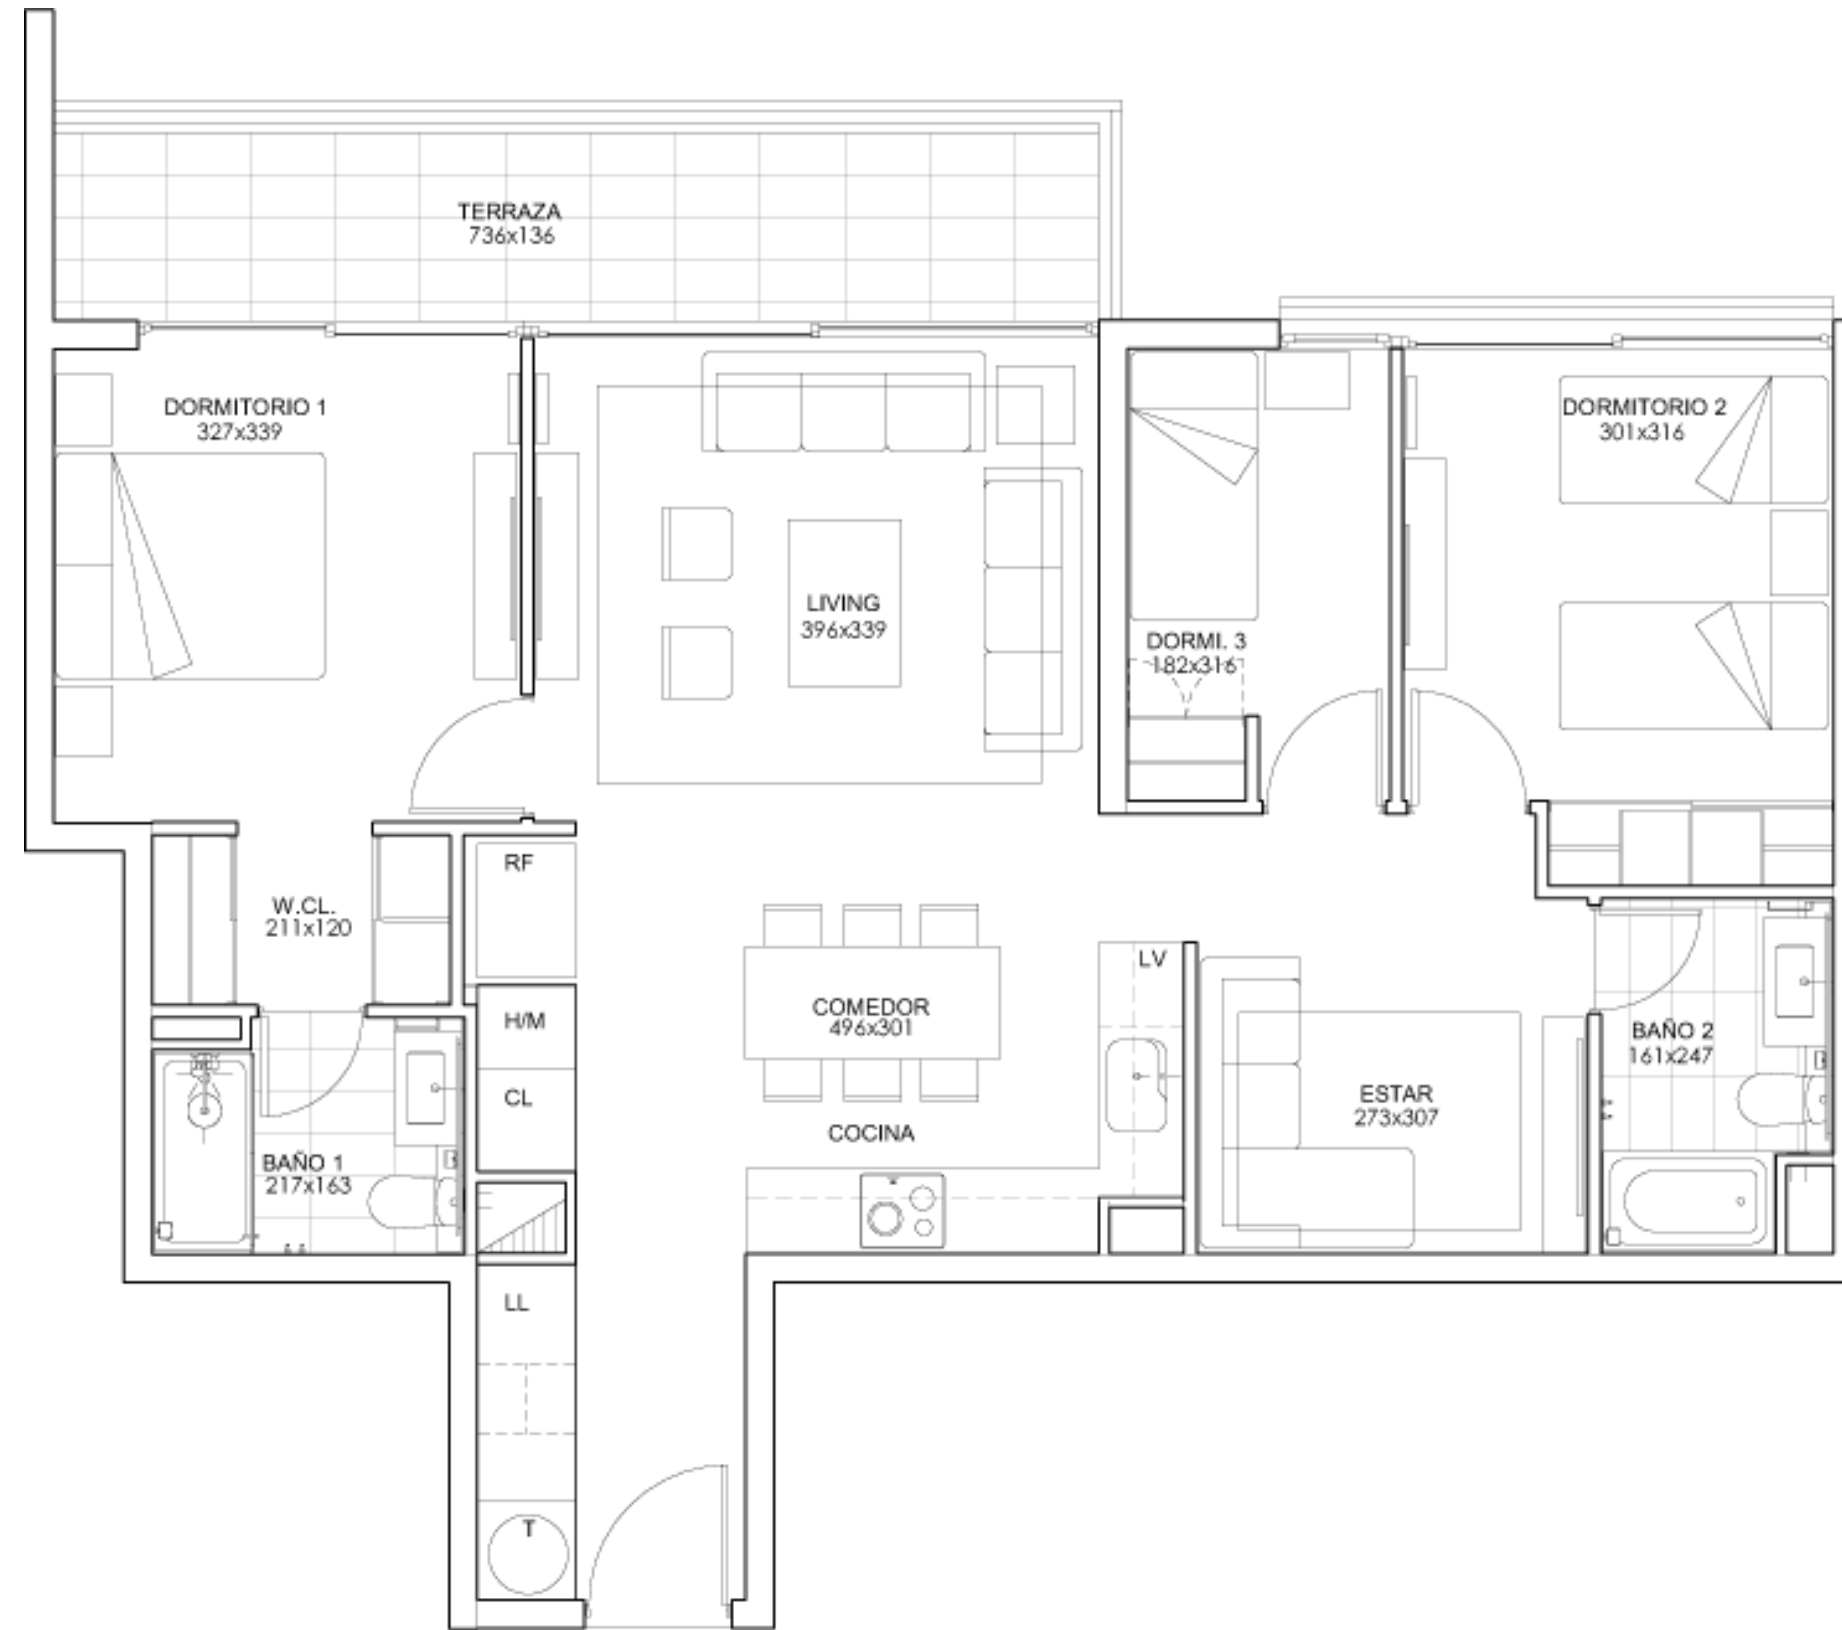 TERRAZA
736x136
DORMITORIO 1
327x339
DORMITORIO 2
301x316
LIVING
396x339
DORMI. 3
182x316
RF
W.CL.
211x120
LV
COMEDOR
496x301
H/M
BAÑO 2
161x247
CL
ESTAR
273x307
COCINA
BAÑO 1
217x163
LL
T